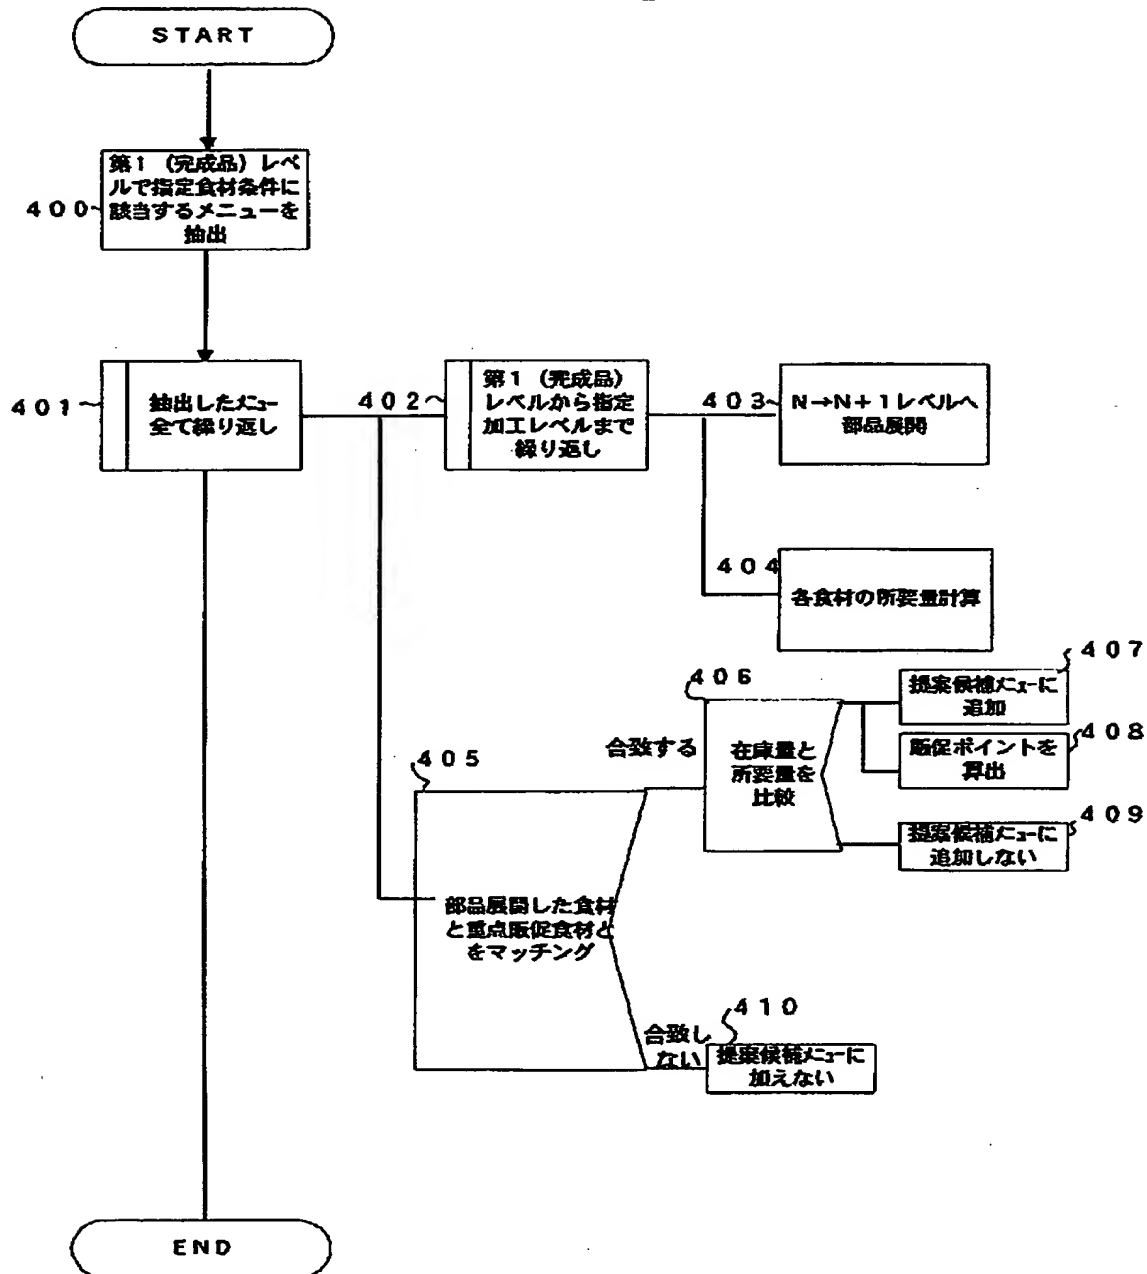 START
第1 (完成品) レベ
ルで指定食材条件に
該当するメニューを
抽出
400
401
抽出したメニュー
全て繰り返し
402
第1 (完成品)
レベルから指定
加工レベルまで
繰り返し
403
N→N+1レベルへ
部品展開
404
各食材の所要量計算
405
部品展開した食材
と重点販促食材と
をマッチング
合致する
406
在庫量と
所要量を
比較
407
提案候補メニューに
追加
408
販促ポイントを
算出
409
提案候補メニューに
追加しない
合致し
ない
410
提案候補メニューに
加えない
END